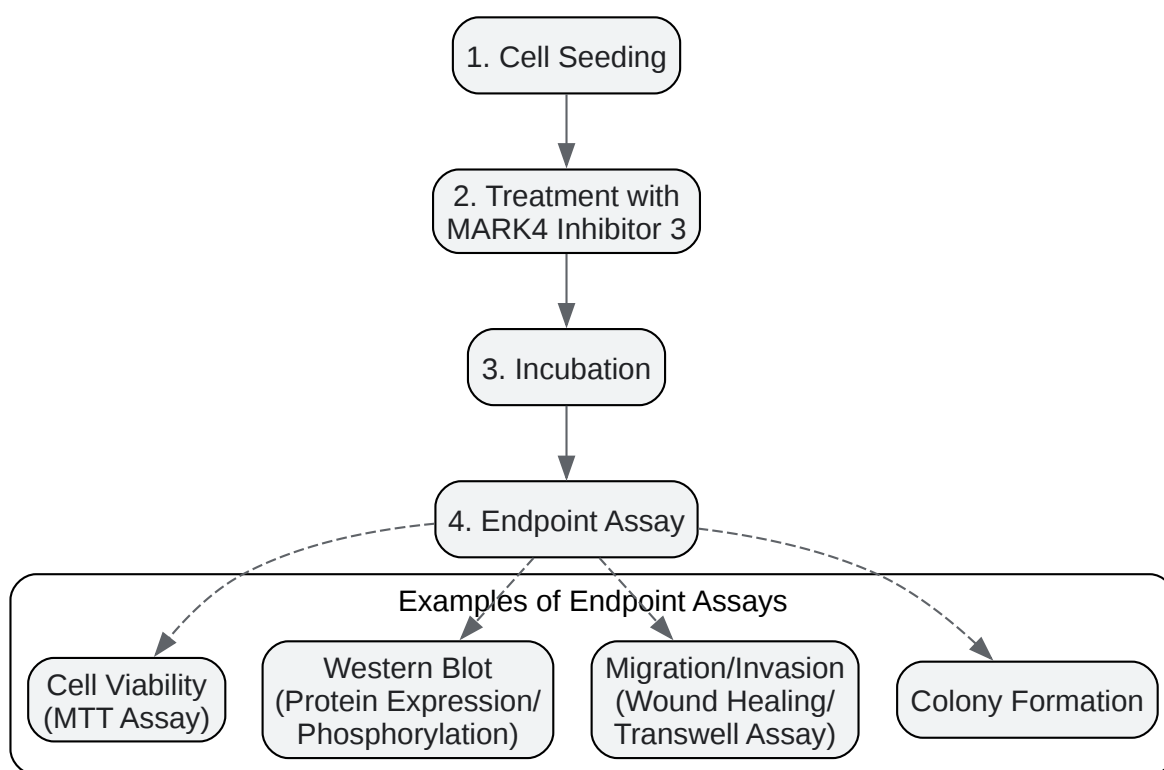 1. Cell Seeding
2. Treatment with
MARK4 Inhibitor 3
3. Incubation
4. Endpoint Assay
Examples of Endpoint Assays
Cell Viability
(MTT Assay)
Western Blot
(Protein Expression/
Phosphorylation)
Migration/Invasion
(Wound Healing/
Transwell Assay)
Colony Formation